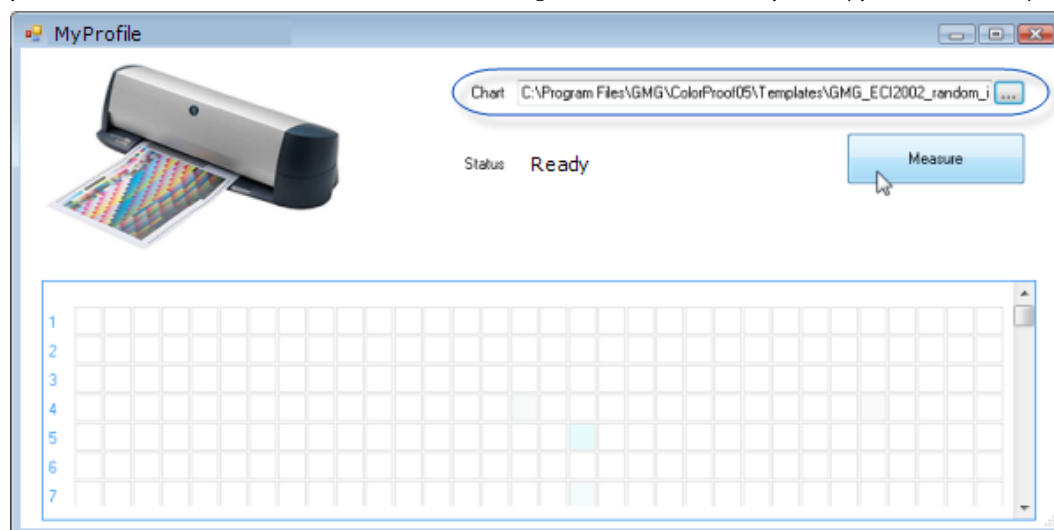 MyProfile
Chart C:\Program Files\GMG\ColorProof05\Templates\GMG_ECI2002_random_i ...
Status Ready
Measure
1
2
3
4
5
6
7